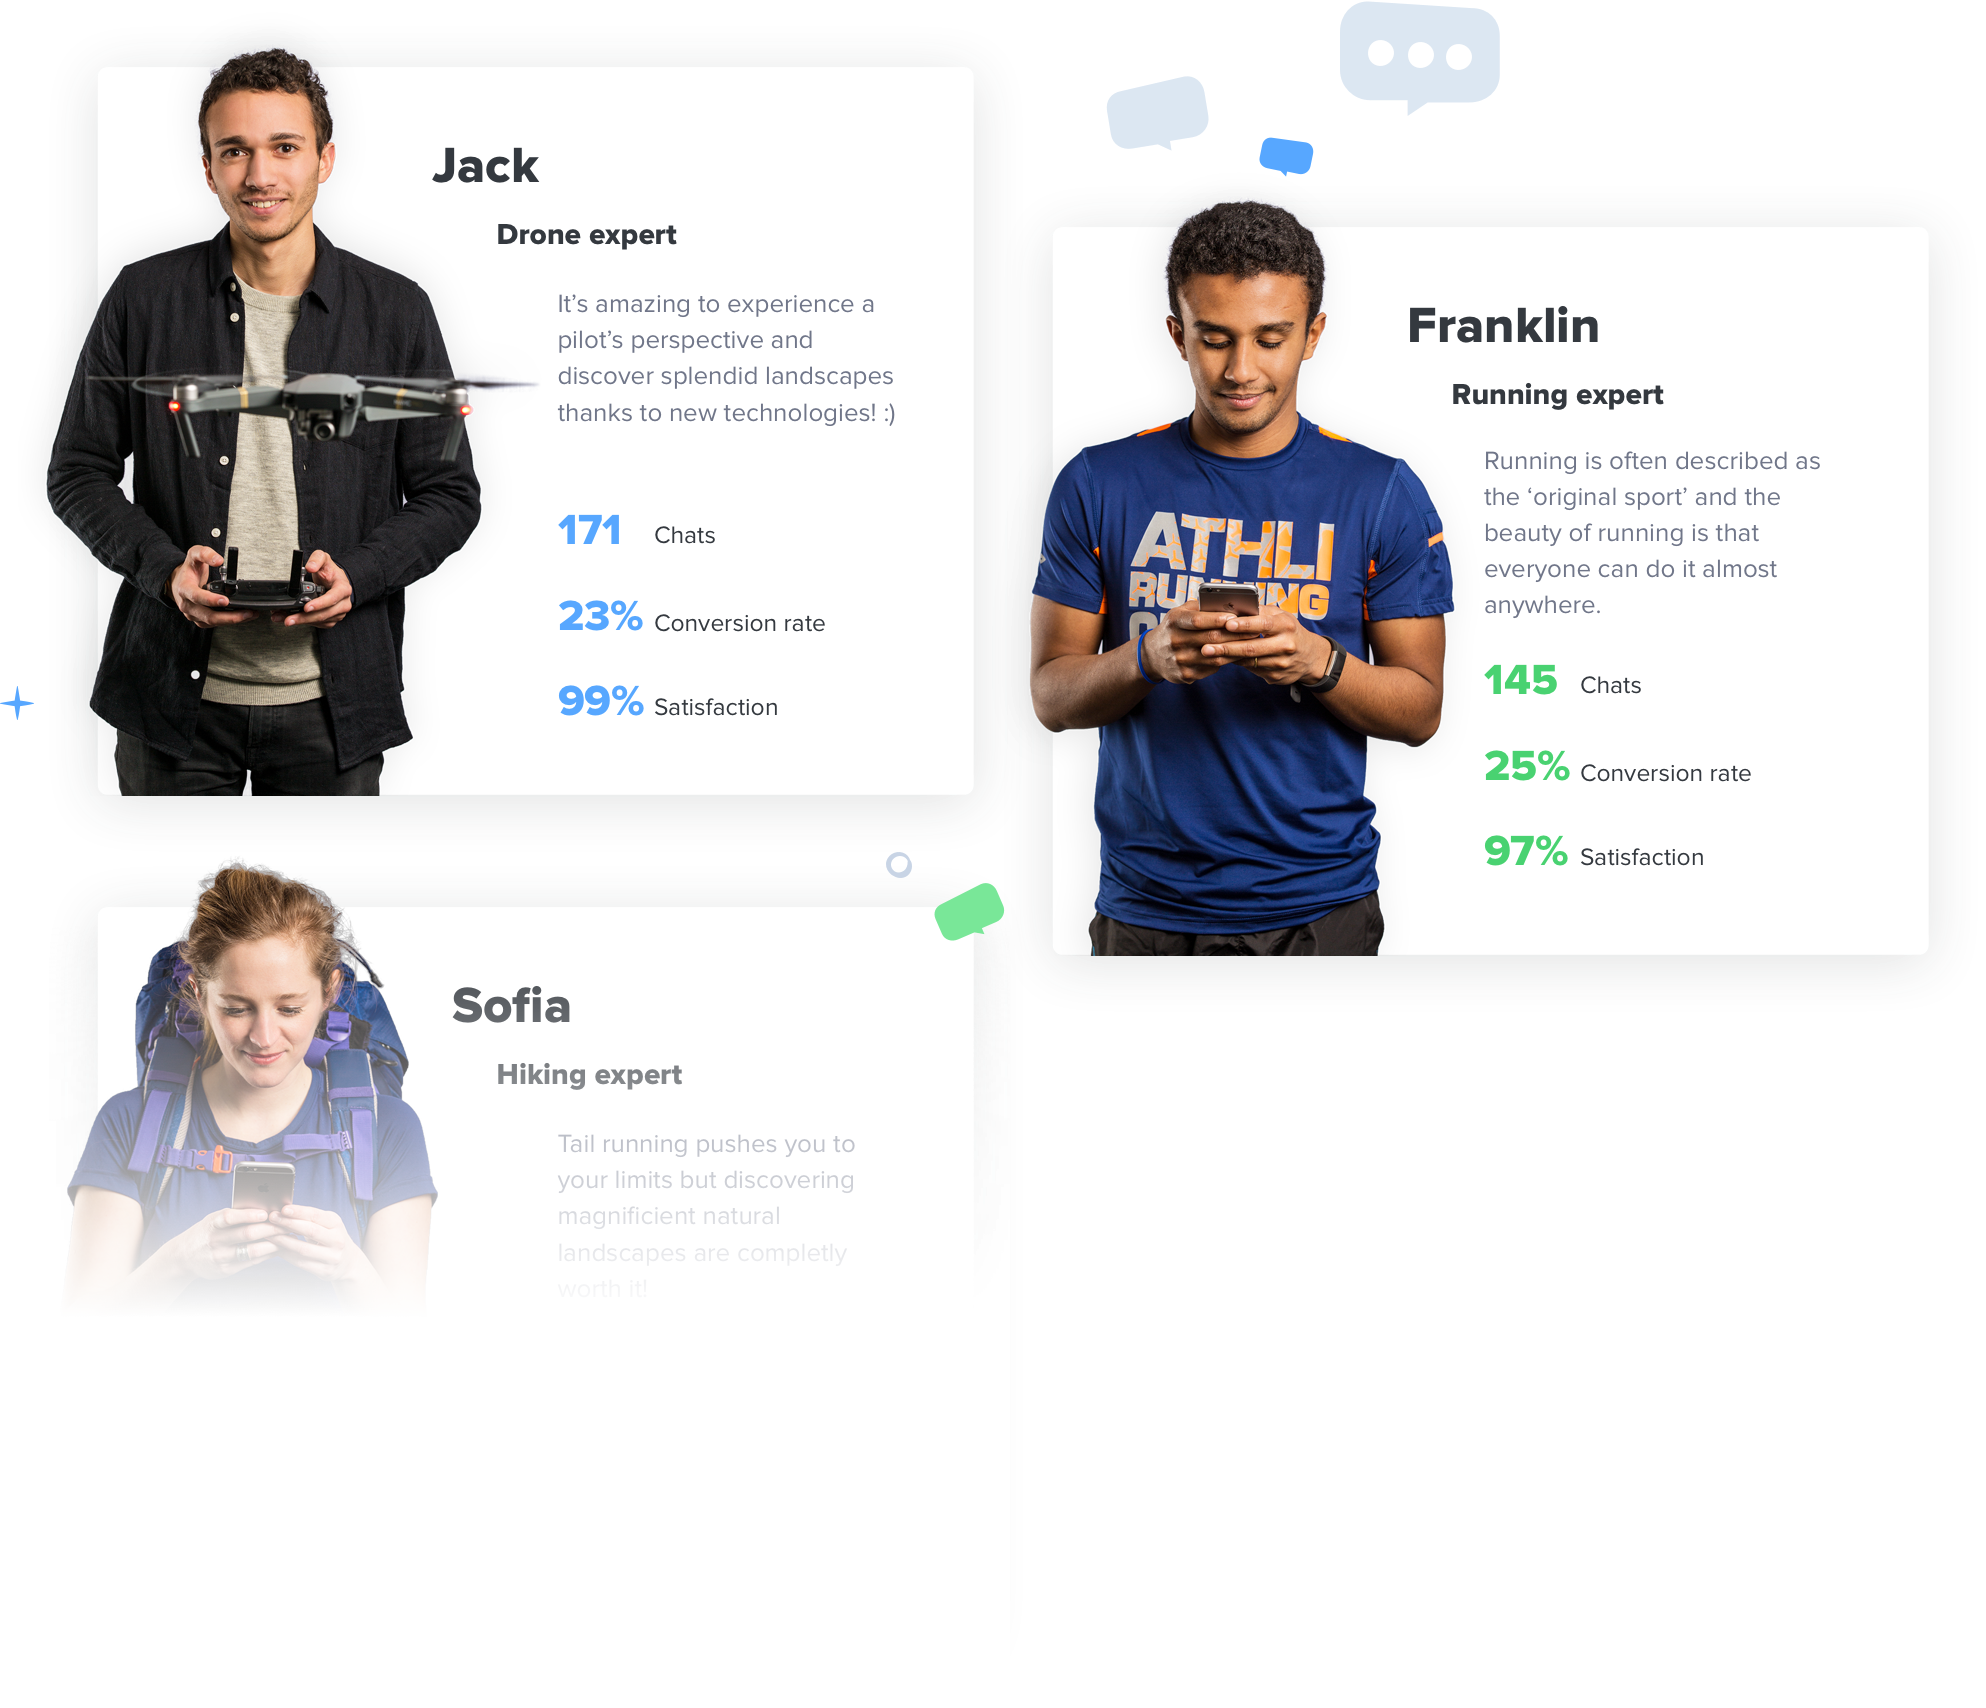 Jack
Drone expert
It’s amazing to experience a
pilot’s perspective and
discover splendid landscapes
thanks to new technologies! :)
171 Chats
23% Conversion rate
99% Satisfaction
Franklin
Running expert
Running is often described as
the ‘original sport’ and the
beauty of running is that
everyone can do it almost
anywhere.
145 Chats
25% Conversion rate
97% Satisfaction
ATHLI
Sofia
Hiking expert
Tail running pushes you to
your limits but discovering
magnificient natural
landscapes are completly
worth it!